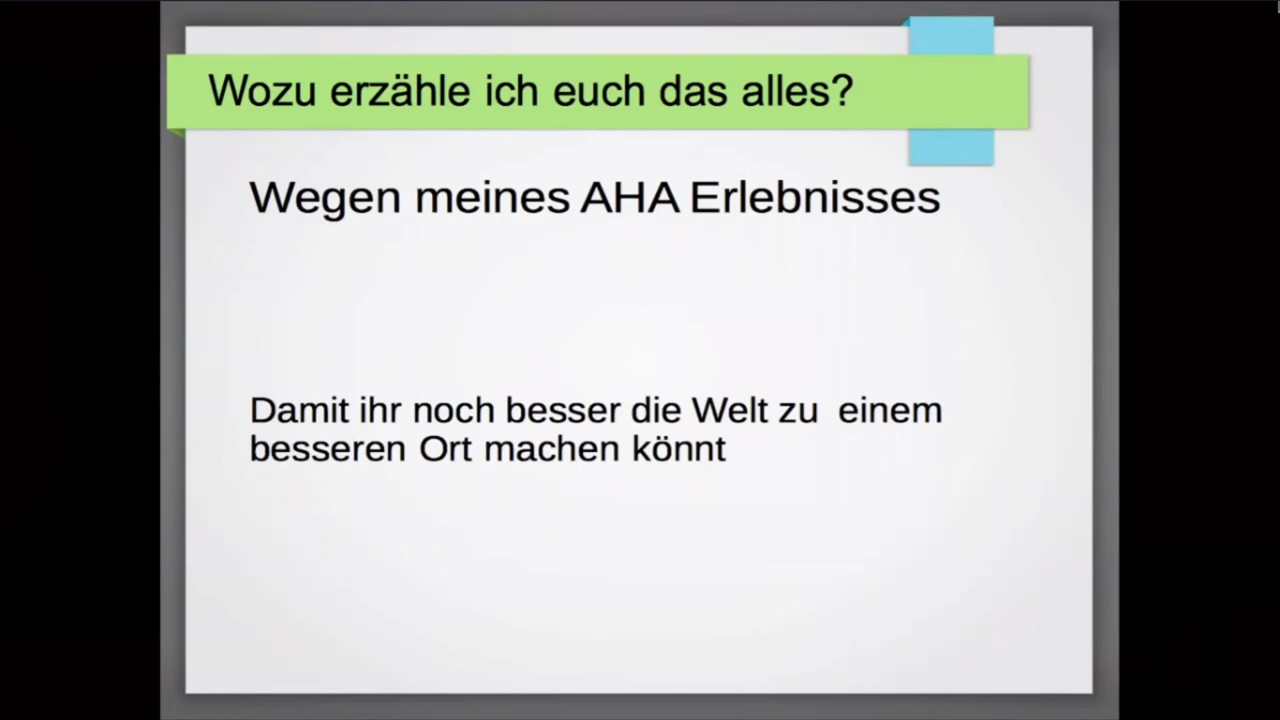 Wozu erzähle ich euch das alles?
Wegen meines AHA Erlebnisses
Damit ihr noch besser die Welt zu  einem
besseren Ort machen könnt